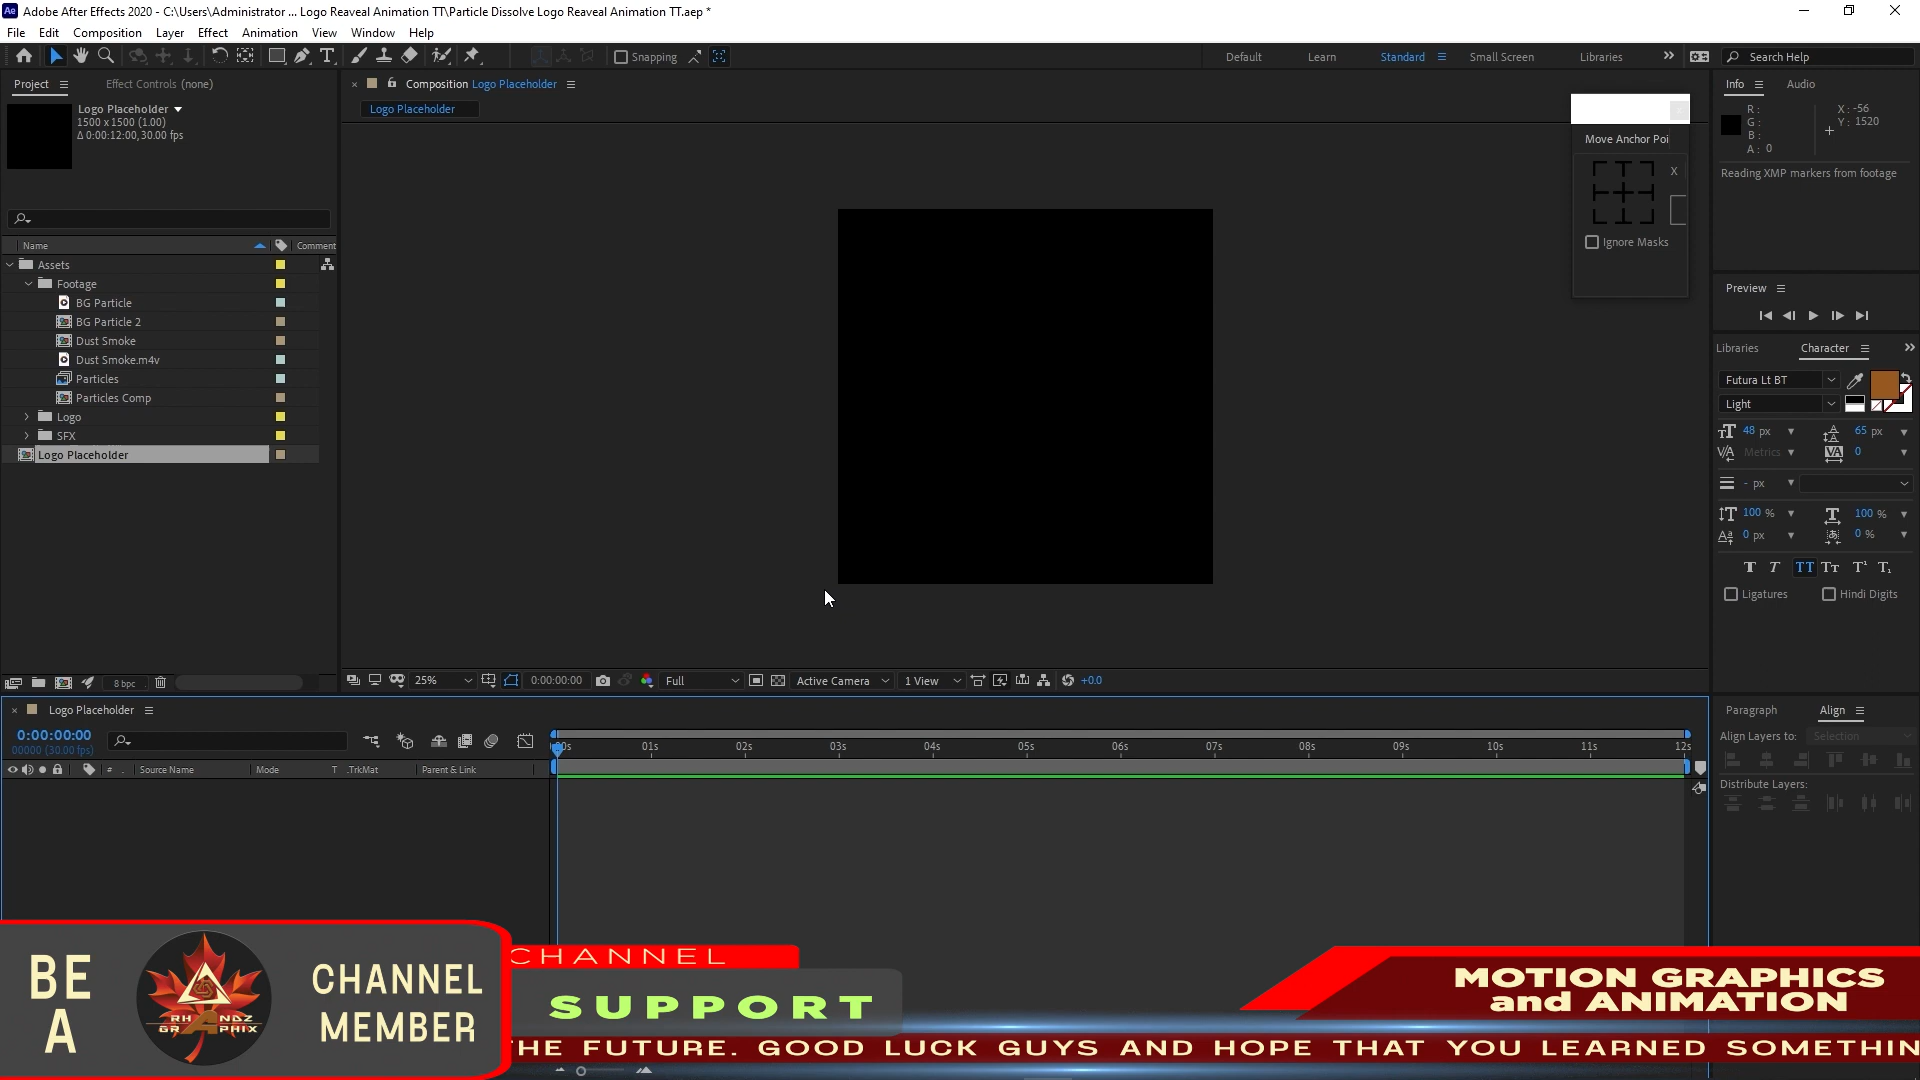 Adobe After Effects 2020 - C:\Users\Administrator ... Logo Reaveal Animation TT\Particle Dissolve Logo Reaveal Animation TT.aep *
File Edit Composition Layer Effect Animation View Window Help
Snapping Default Learn Standard Small Screen Libraries Search Help
Project Effect Controls (none)
Logo Placeholder
1500 x 1500 (1.00)
Δ 0:00:12:00, 30.00 fps
Name Comment
Assets
Footage
BG Particle
BG Particle 2
Dust Smoke
Dust Smoke.m4v
Particles
Particles Comp
Logo
SFX
Logo Placeholder
8 bpc
Composition Logo Placeholder
Logo Placeholder
Move Anchor Poi
X
Ignore Masks
25% 0:00:00:00 Full Active Camera 1 View +0.0
Info Audio
R:
G:
B:
A: 0
X: -56
Y: 1520
Reading XMP markers from footage
Preview
Libraries Character
Futura Lt BT
Light
48 px 65 px
Metrics 0
- px
100 % 100 %
0 px 0 %
Ligatures Hindi Digits
Paragraph Align
Align Layers to: Selection
Distribute Layers:
Logo Placeholder
0:00:00:00
00000 (30.00 fps)
Source Name Mode T .TrkMat Parent & Link
:00s 01s 02s 03s 04s 05s 06s 07s 08s 09s 10s 11s 12s
BE
A
RHANDZ
GRAPHIX
CHANNEL
MEMBER
CHANNEL
SUPPORT
MOTION GRAPHICS
and ANIMATION
THE FUTURE. GOOD LUCK GUYS AND HOPE THAT YOU LEARNED SOMETHIN